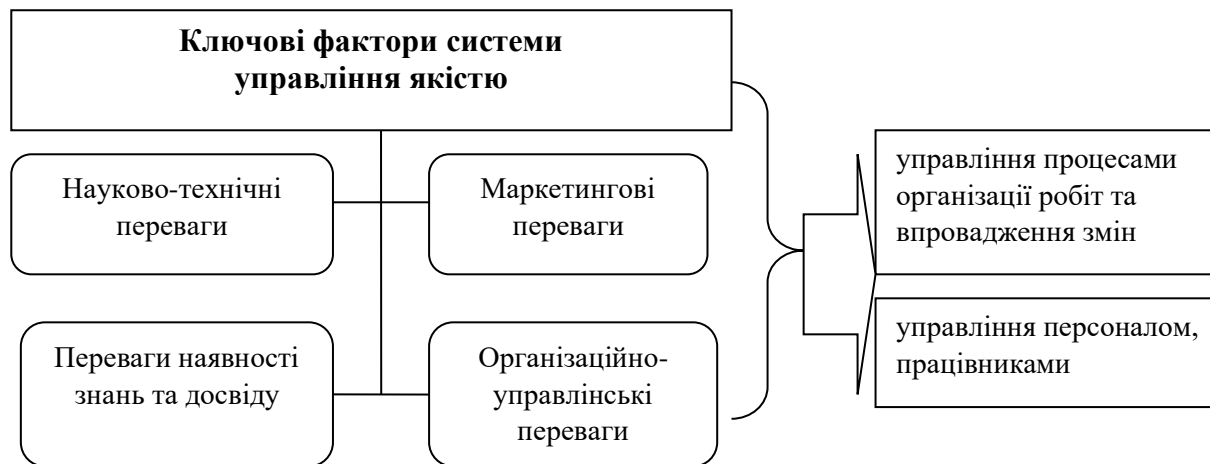 Ключові фактори системи
управління якістю
Науково-технічні
переваги
Маркетингові
переваги
Переваги наявності
знань та досвіду
Організаційно-
управлінські
переваги
управління процесами
організації робіт та
впровадження змін
управління персоналом,
працівниками